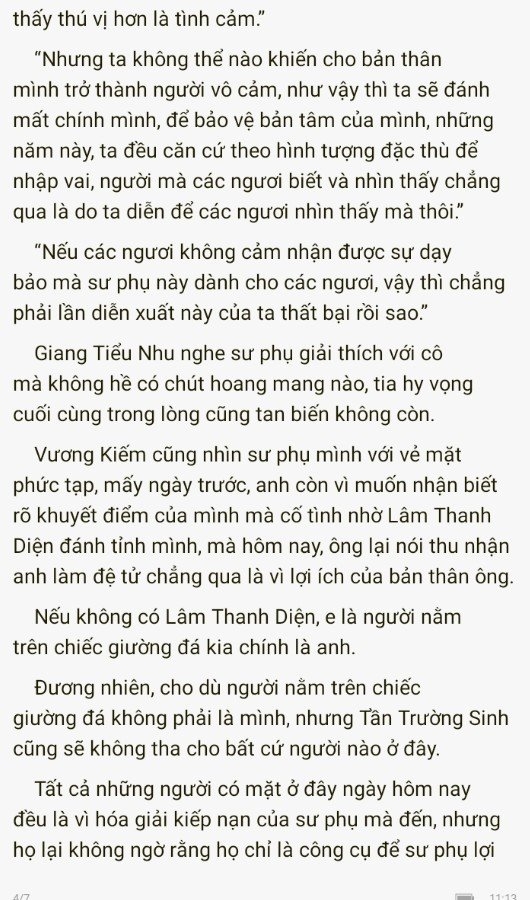 thấy thú vị hơn là tình cảm.”
“Nhưng ta không thể nào khiến cho bản thân
mình trở thành người vô cảm, như vậy thì ta sẽ đánh
mất chính mình, để bảo vệ bản tâm của mình, những
năm này, ta đều căn cứ theo hình tượng đặc thù để
nhập vai, người mà các ngươi biết và nhìn thấy chẳng
qua là do ta diễn để các ngươi nhìn thấy mà thôi.”
“Nếu các ngươi không cảm nhận được sự dạy
bảo mà sư phụ này dành cho các ngươi, vậy thì chẳng
phải lần diễn xuất này của ta thất bại rồi sao.”
Giang Tiểu Nhu nghe sư phụ giải thích với cô
mà không hề có chút hoang mang nào, tia hy vọng
cuối cùng trong lòng cũng tan biến không còn.
Vương Kiếm cũng nhìn sư phụ mình với vẻ mặt
phức tạp, mấy ngày trước, anh còn vì muốn nhận biết
rõ khuyết điểm của mình mà cố tình nhờ Lâm Thanh
Diện đánh tỉnh mình, mà hôm nay, ông lại nói thu nhận
anh làm đệ tử chẳng qua là vì lợi ích của bản thân ông.
Nếu không có Lâm Thanh Diện, e là người nằm
trên chiếc giường đá kia chính là anh.
Đương nhiên, cho dù người nằm trên chiếc
giường đá không phải là mình, nhưng Tần Trường Sinh
cũng sẽ không tha cho bất cứ người nào ở đây.
Tất cả những người có mặt ở đây ngày hôm nay
đều là vì hóa giải kiếp nạn của sư phụ mà đến, nhưng
họ lại không ngờ rằng họ chỉ là công cụ để sư phụ lợi
4/7 11:13